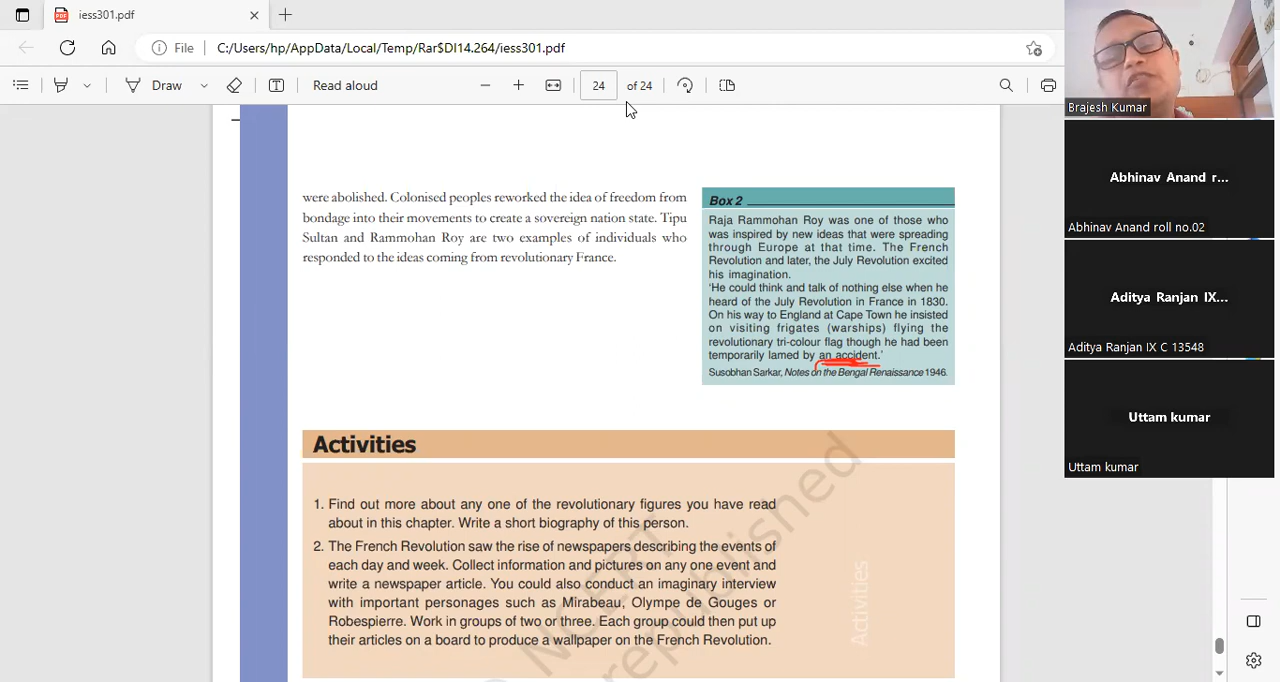 iess301.pdf
File C:/Users/hp/AppData/Local/Temp/Rar$DI14.264/iess301.pdf
Draw Read aloud 24 of 24
were abolished. Colonised peoples reworked the idea of freedom from
bondage into their movements to create a sovereign nation state. Tipu
Sultan and Rammohan Roy are two examples of individuals who
responded to the ideas coming from revolutionary France.
Box 2
Raja Rammohan Roy was one of those who
was inspired by new ideas that were spreading
through Europe at that time. The French
Revolution and later, the July Revolution excited
his imagination.
‘He could think and talk of nothing else when he
heard of the July Revolution in France in 1830.
On his way to England at Cape Town he insisted
on visiting frigates (warships) flying the
revolutionary tri-colour flag though he had been
temporarily lamed by an accident.’
Susobhan Sarkar, Notes on the Bengal Renaissance 1946.
Activities
1. Find out more about any one of the revolutionary figures you have read
about in this chapter. Write a short biography of this person.
2. The French Revolution saw the rise of newspapers describing the events of
each day and week. Collect information and pictures on any one event and
write a newspaper article. You could also conduct an imaginary interview
with important personages such as Mirabeau, Olympe de Gouges or
Robespierre. Work in groups of two or three. Each group could then put up
their articles on a board to produce a wallpaper on the French Revolution.
Activities
© NCERT
republished
Brajesh Kumar
Abhinav Anand r...
Abhinav Anand roll no.02
Aditya Ranjan IX...
Aditya Ranjan IX C 13548
Uttam kumar
Uttam kumar